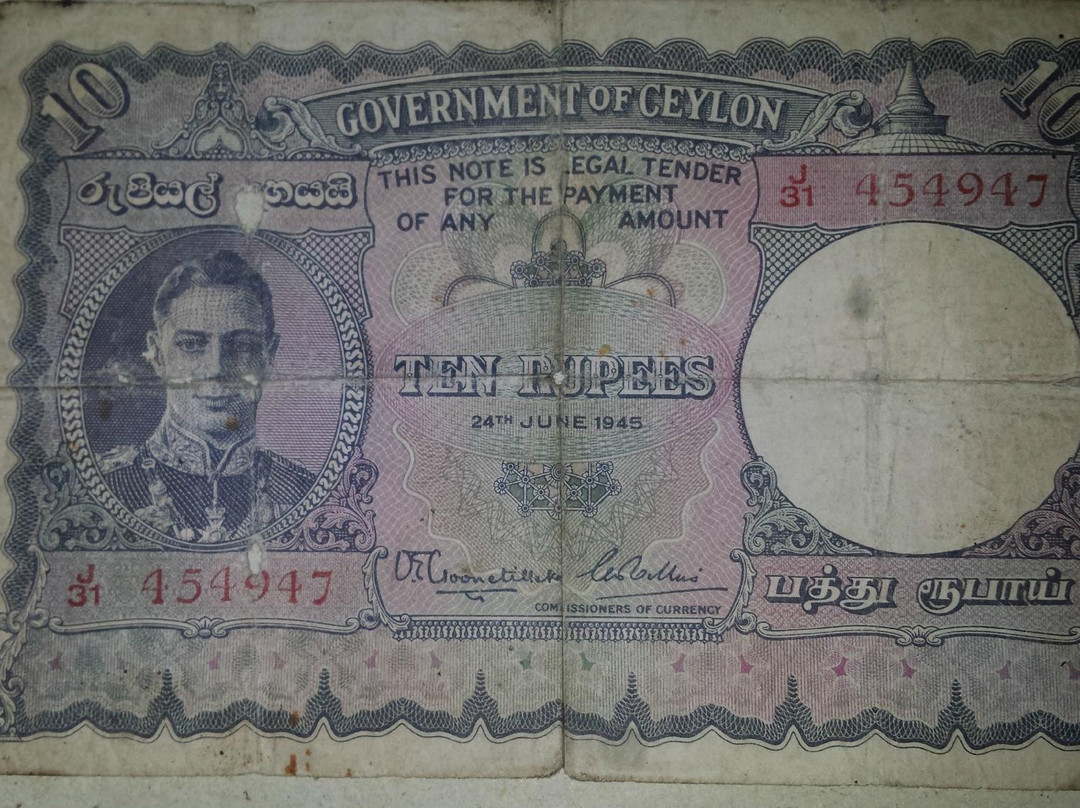 10
10
GOVERNMENT OF CEYLON
රුපියල්
THIS NOTE IS LEGAL TENDER
FOR THE PAYMENT
OF ANY AMOUNT
J/31 454947
TEN RUPEES
24TH JUNE 1945
J/31 454947
COMMISSIONERS OF CURRENCY
பத்து ரூபாய்